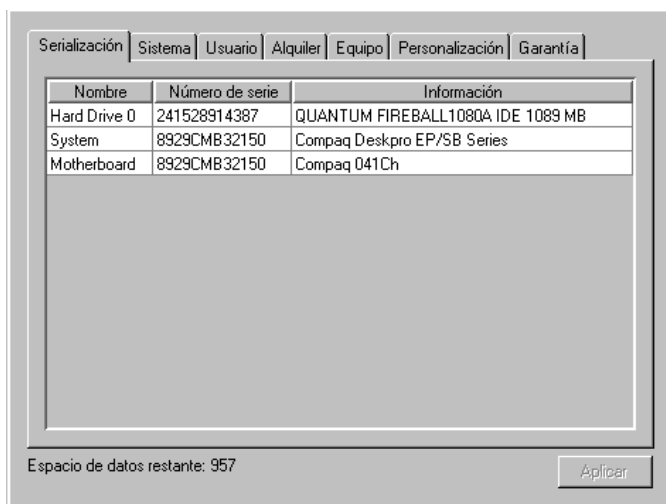 Serialización Sistema Usuario Alquiler Equipo Personalización Garantía
Nombre Número de serie Información
Hard Drive 0 241528914387 QUANTUM FIREBALL1080A IDE 1089 MB
System 8929CMB32150 Compaq Deskpro EP/SB Series
Motherboard 8929CMB32150 Compaq 041Ch
Espacio de datos restante: 957 Aplicar